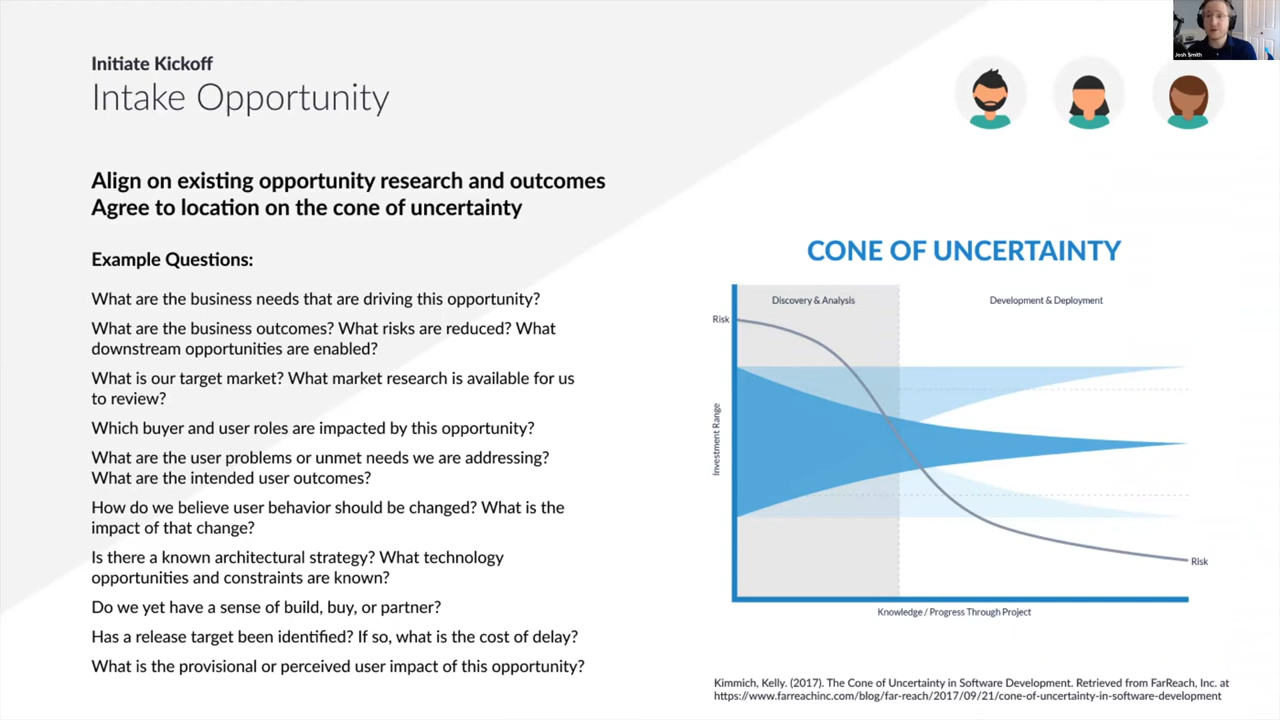 Initiate Kickoff
Intake Opportunity
Josh Smith
Align on existing opportunity research and outcomes
Agree to location on the cone of uncertainty
Example Questions:
What are the business needs that are driving this opportunity?
What are the business outcomes? What risks are reduced? What
downstream opportunities are enabled?
What is our target market? What market research is available for us
to review?
Which buyer and user roles are impacted by this opportunity?
What are the user problems or unmet needs we are addressing?
What are the intended user outcomes?
How do we believe user behavior should be changed? What is the
impact of that change?
Is there a known architectural strategy? What technology
opportunities and constraints are known?
Do we yet have a sense of build, buy, or partner?
Has a release target been identified? If so, what is the cost of delay?
What is the provisional or perceived user impact of this opportunity?
CONE OF UNCERTAINTY
Discovery & Analysis
Development & Deployment
Risk
Investment Range
Risk
Knowledge / Progress Through Project
Kimmich, Kelly. (2017). The Cone of Uncertainty in Software Development. Retrieved from FarReach, Inc. at
https://www.farreachinc.com/blog/far-reach/2017/09/21/cone-of-uncertainty-in-software-development